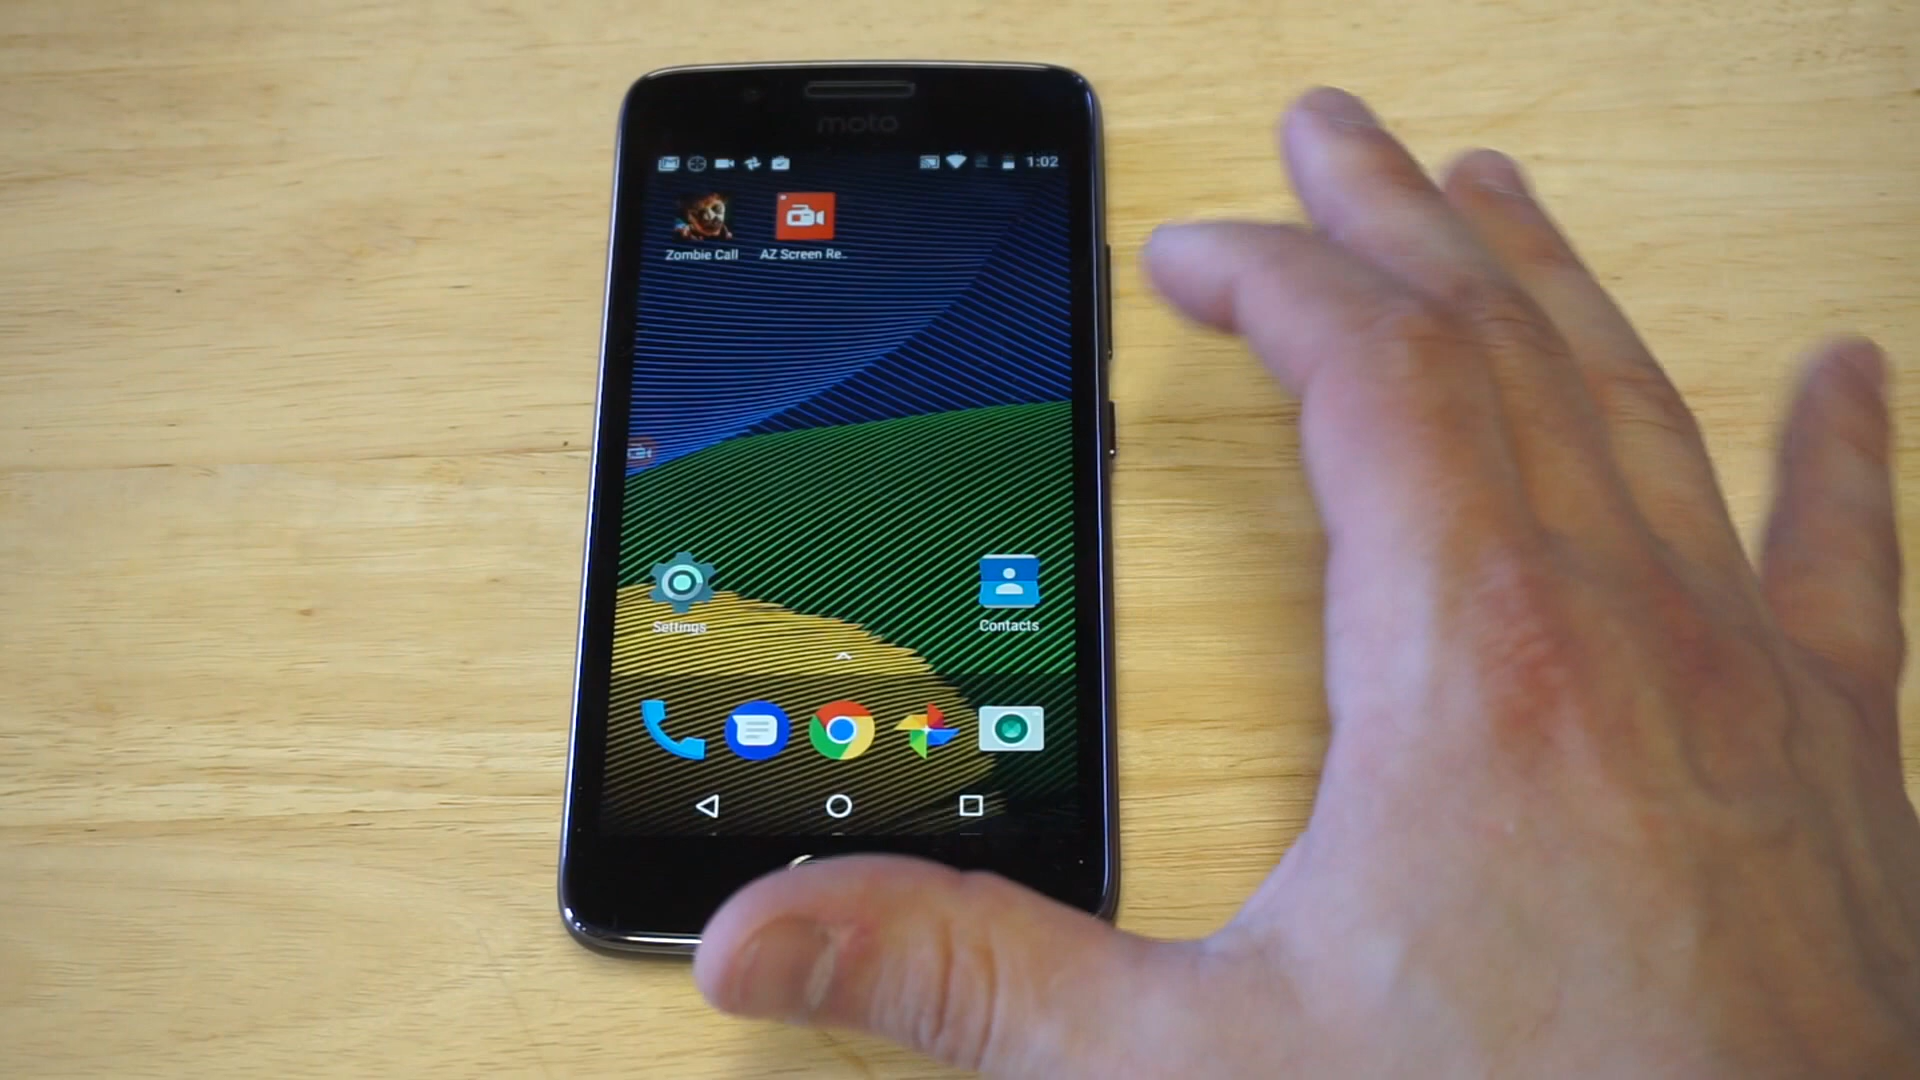 moto
1:02
Zombie Call
AZ Screen Re..
Settings
Contacts